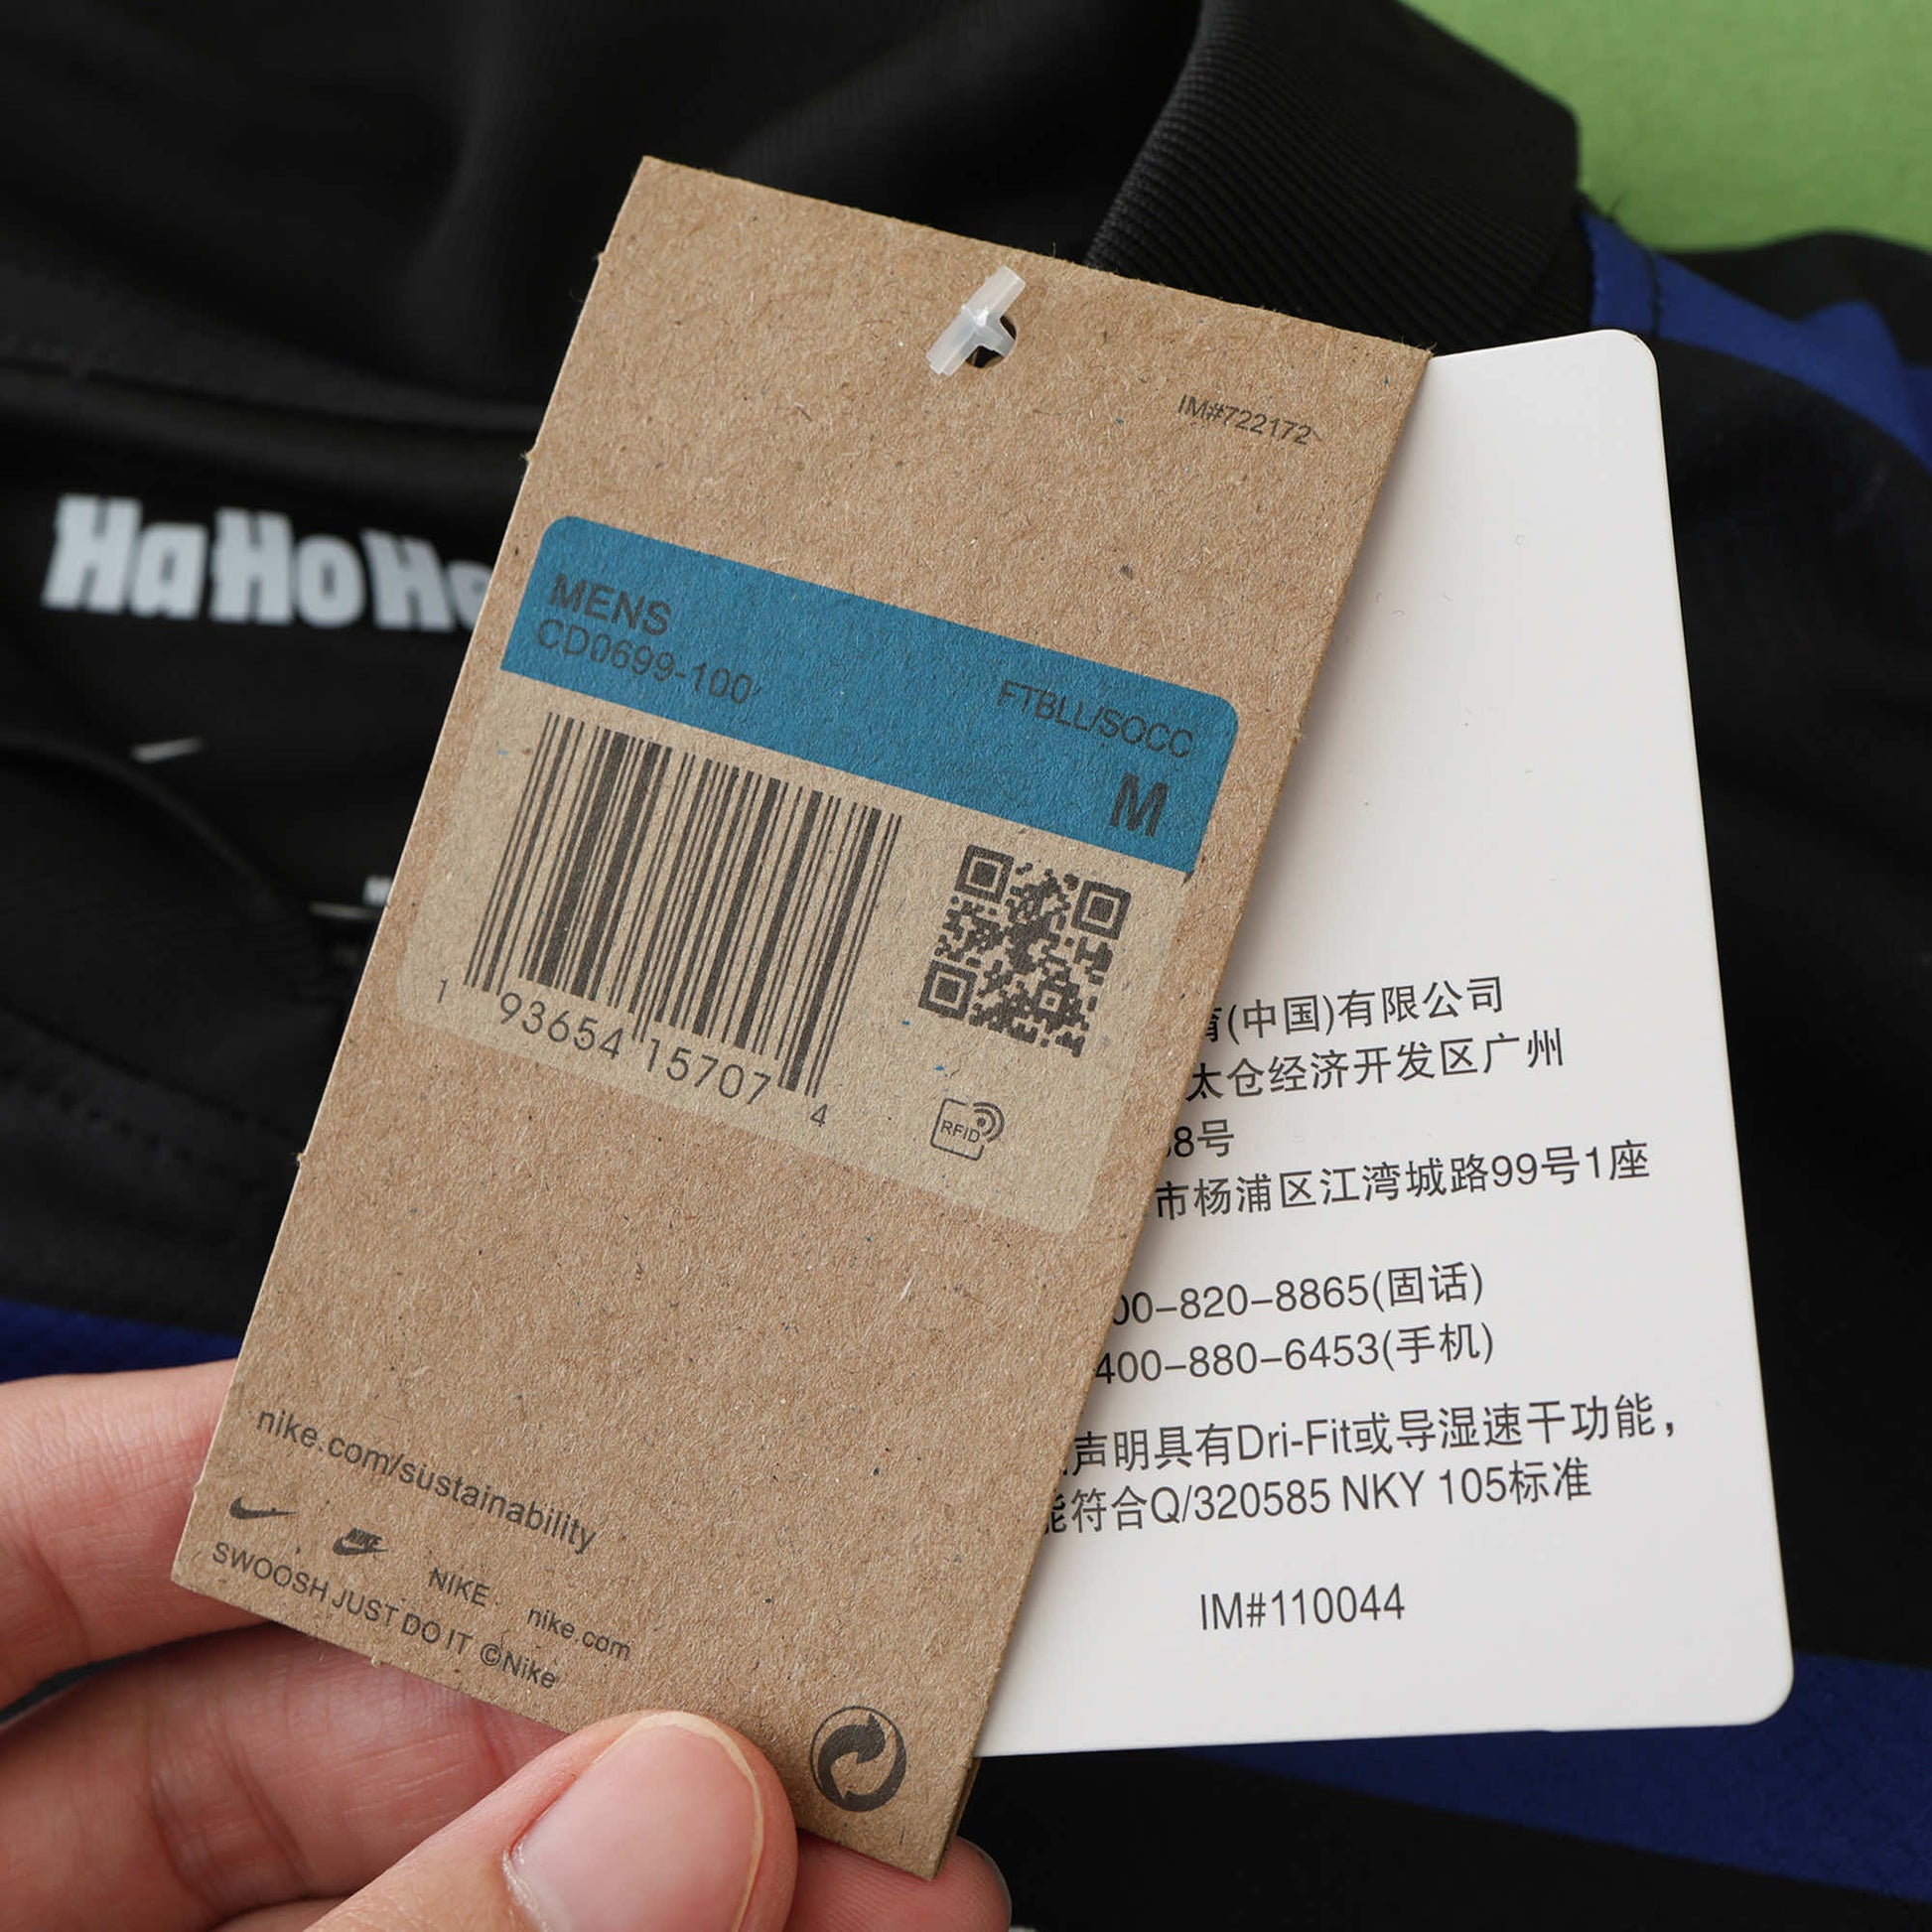 IM#722172
HaHoHe
MENS
CD0699-100
FTBLL/SOCC
M
1 93654 15707 4
RFID
nike.com/sustainability
NIKE nike.com
SWOOSH JUST DO IT ©Nike
育(中国)有限公司
太仓经济开发区广州
8号
市杨浦区江湾城路99号1座
00-820-8865(固话)
400-880-6453(手机)
声明具有Dri-Fit或导湿速干功能，
能符合Q/320585 NKY 105标准
IM#110044